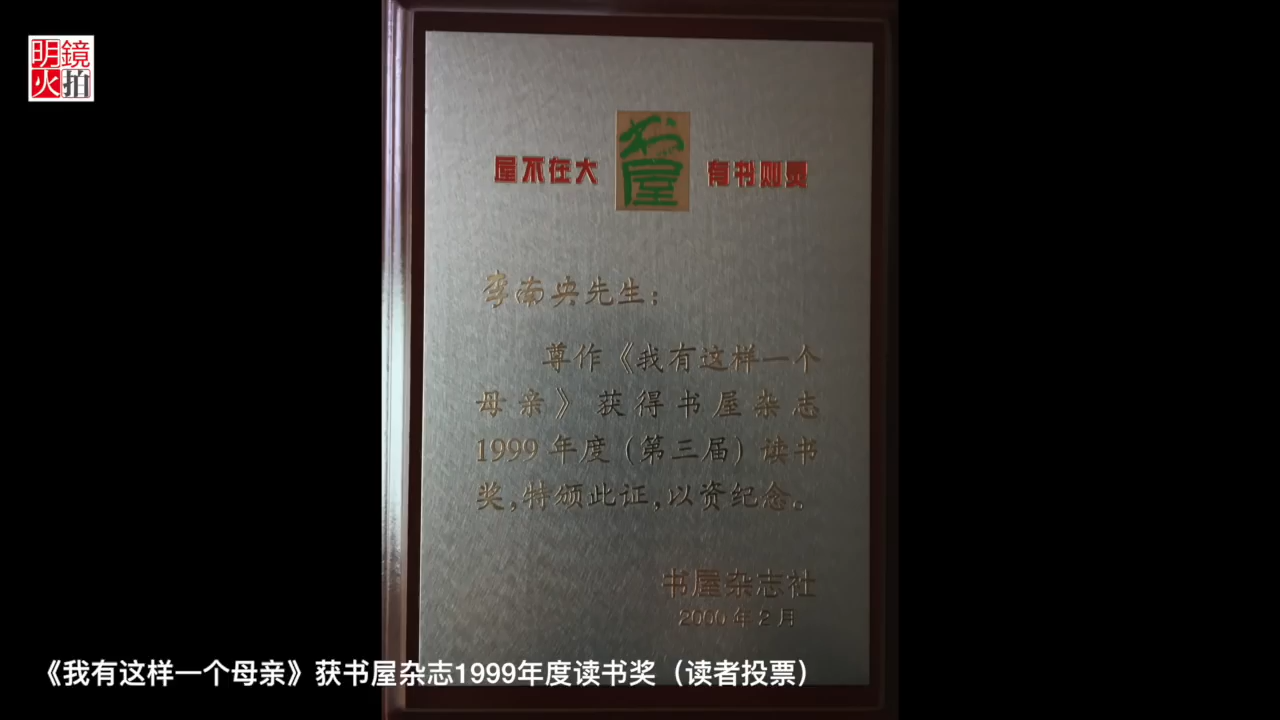 明鏡
火拍
屋不在大 书屋 有书则灵
李南央先生：
尊作《我有这样一个
母亲》获得书屋杂志
1999年度（第三届）读书
奖，特颁此证，以资纪念。
书屋杂志社
2000年2月
《我有这样一个母亲》获书屋杂志1999年度读书奖（读者投票）